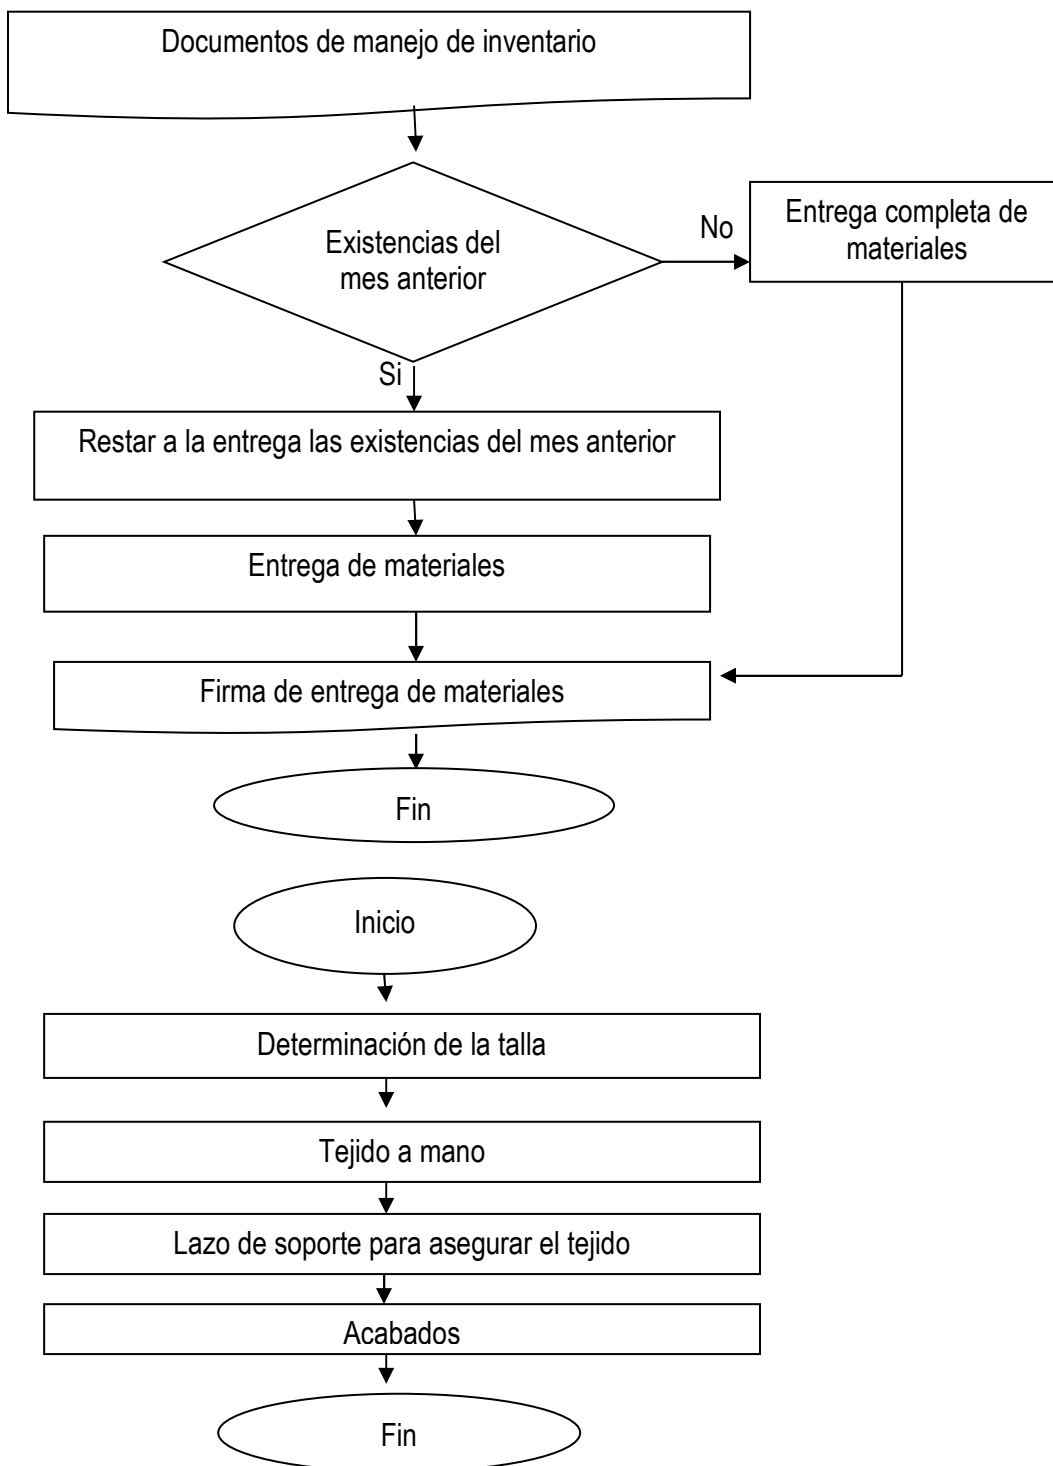 Documentos de manejo de inventario
Existencias del
mes anterior
No
Entrega completa de
materiales
Si
Restar a la entrega las existencias del mes anterior
Entrega de materiales
Firma de entrega de materiales
Fin
Inicio
Determinación de la talla
Tejido a mano
Lazo de soporte para asegurar el tejido
Acabados
Fin